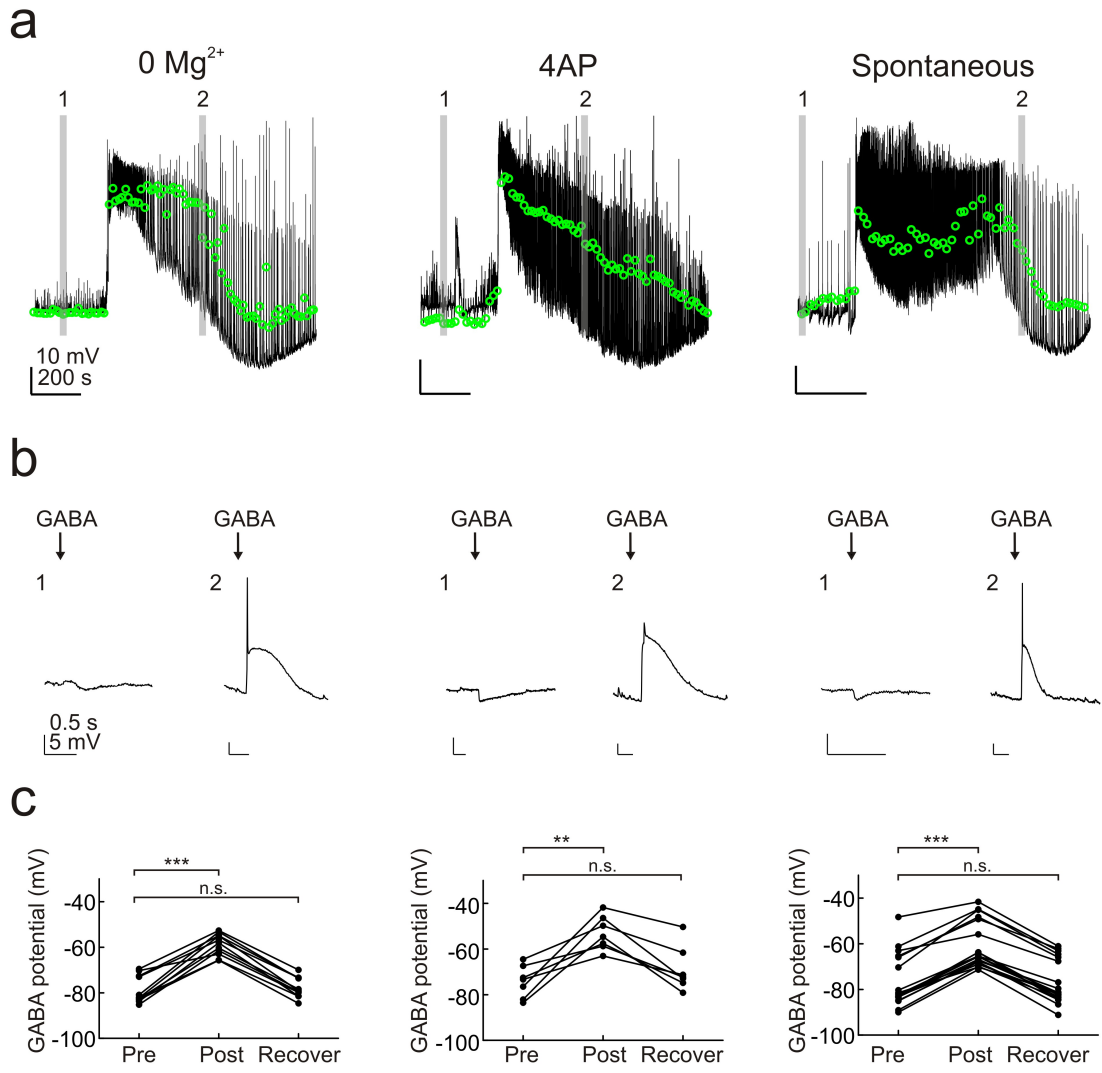 a
0 Mg2+
4AP
Spontaneous
1
2
1
2
1
2
10 mV
200 s
b
GABA
GABA
GABA
GABA
GABA
GABA
1
2
1
2
1
2
0.5 s
5 mV
c
GABA potential (mV)
***
n.s.
-40
-60
-80
-100
Pre
Post
Recover
GABA potential (mV)
**
n.s.
-40
-60
-80
-100
Pre
Post
Recover
GABA potential (mV)
***
n.s.
-40
-60
-80
-100
Pre
Post
Recover